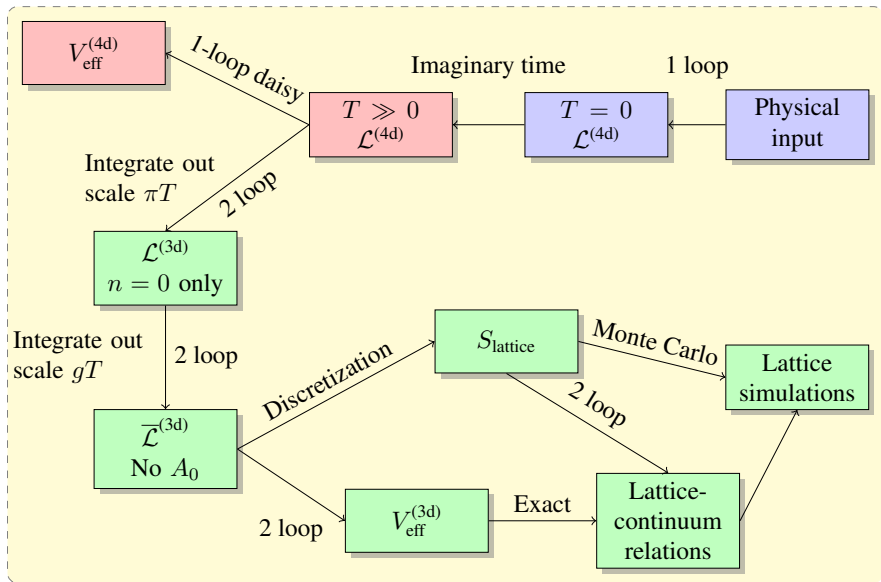 V_eff^(4d)
1-loop daisy
Imaginary time
1 loop
T ≫ 0
ℒ^(4d)
T = 0
ℒ^(4d)
Physical
input
Integrate out
scale πT
2 loop
ℒ^(3d)
n = 0 only
Integrate out
scale gT
2 loop
ℒ̅^(3d)
No A_0
Discretization
S_lattice
Monte Carlo
Lattice
simulations
2 loop
2 loop
V_eff^(3d)
Exact
Lattice-
continuum
relations